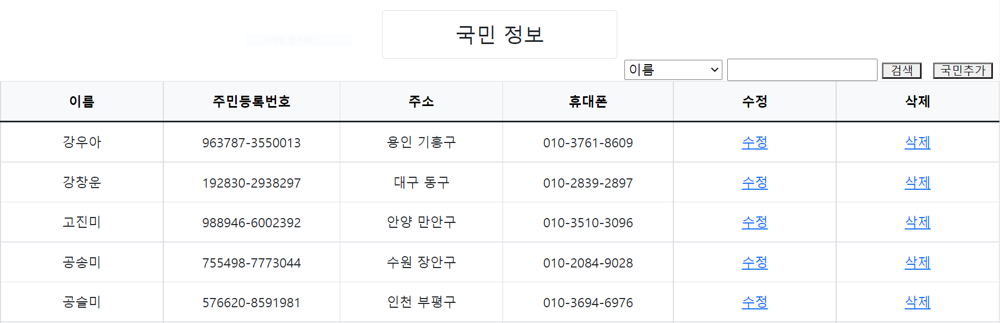 국민 정보
사각형 캡처(R)
이름 검색 국민추가
이름 주민등록번호 주소 휴대폰 수정 삭제
강우아 963787-3550013 용인 기흥구 010-3761-8609 수정 삭제
강창운 192830-2938297 대구 동구 010-2839-2897 수정 삭제
고진미 988946-6002392 안양 만안구 010-3510-3096 수정 삭제
공송미 755498-7773044 수원 장안구 010-2084-9028 수정 삭제
공슬미 576620-8591981 인천 부평구 010-3694-6976 수정 삭제